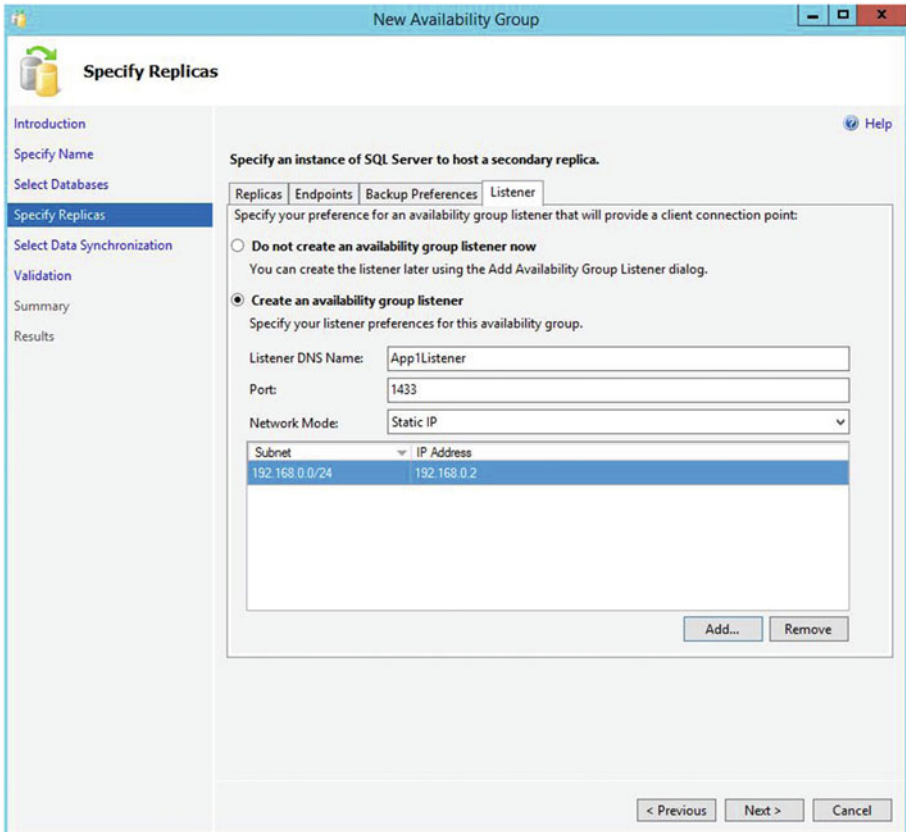 New Availability Group
Specify Replicas
Introduction
Specify Name
Select Databases
Specify Replicas
Select Data Synchronization
Validation
Summary
Results
Help
Specify an instance of SQL Server to host a secondary replica.
Replicas Endpoints Backup Preferences Listener
Specify your preference for an availability group listener that will provide a client connection point:
Do not create an availability group listener now
You can create the listener later using the Add Availability Group Listener dialog.
Create an availability group listener
Specify your listener preferences for this availability group.
Listener DNS Name: App1Listener
Port: 1433
Network Mode: Static IP
Subnet IP Address
192.168.0.0/24 192.168.0.2
Add... Remove
< Previous Next > Cancel